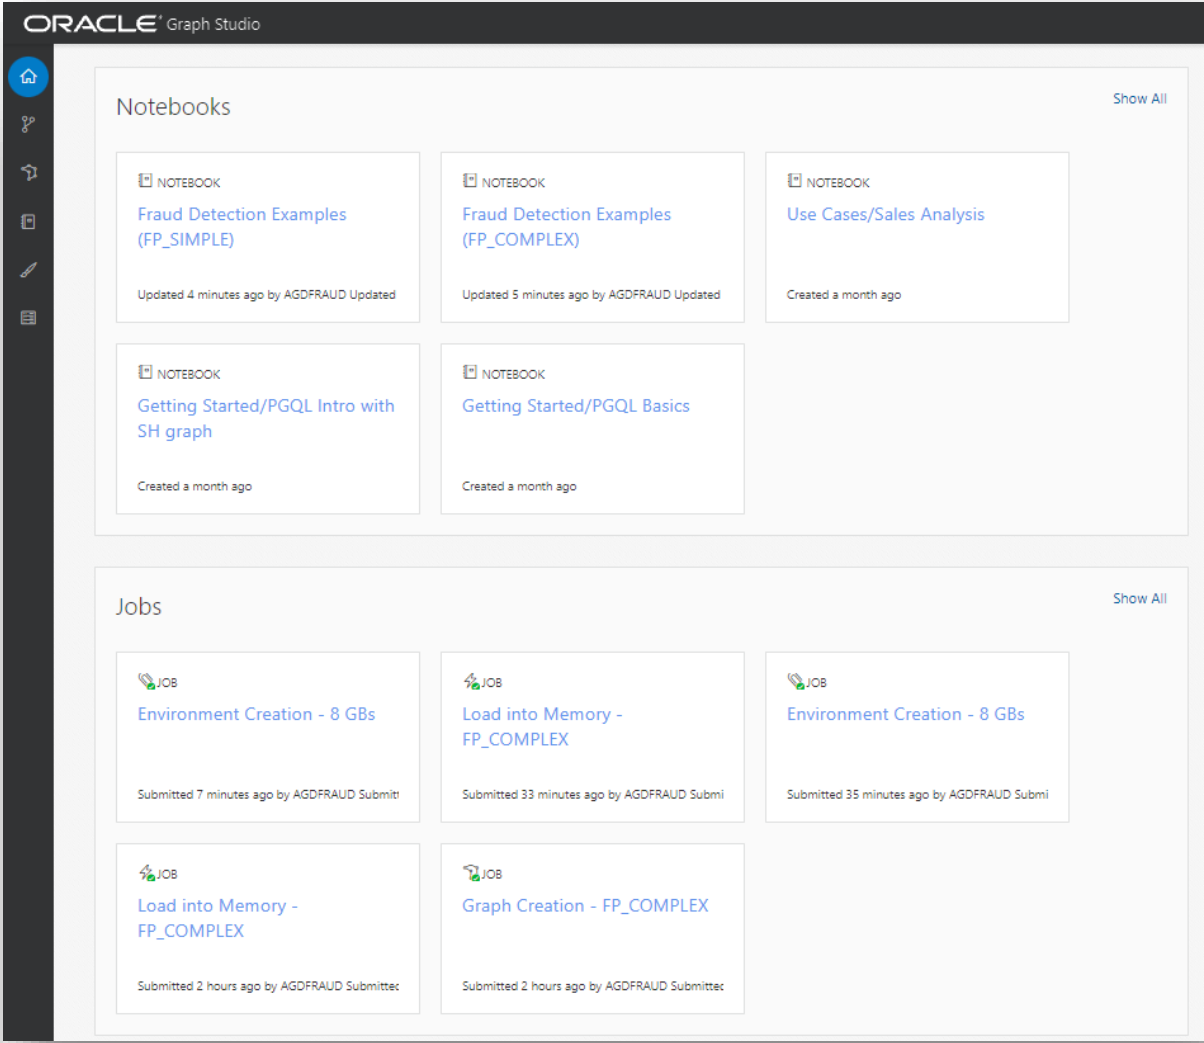 ORACLE Graph Studio
Notebooks
Show All
NOTEBOOK
Fraud Detection Examples
(FP_SIMPLE)
Updated 4 minutes ago by AGDFRAUD Updated
NOTEBOOK
Fraud Detection Examples
(FP_COMPLEX)
Updated 5 minutes ago by AGDFRAUD Updated
NOTEBOOK
Use Cases/Sales Analysis
Created a month ago
NOTEBOOK
Getting Started/PGQL Intro with
SH graph
Created a month ago
NOTEBOOK
Getting Started/PGQL Basics
Created a month ago
Jobs
Show All
JOB
Environment Creation - 8 GBs
Submitted 7 minutes ago by AGDFRAUD Submitt
JOB
Load into Memory -
FP_COMPLEX
Submitted 33 minutes ago by AGDFRAUD Submi
JOB
Environment Creation - 8 GBs
Submitted 35 minutes ago by AGDFRAUD Submi
JOB
Load into Memory -
FP_COMPLEX
Submitted 2 hours ago by AGDFRAUD Submitted
JOB
Graph Creation - FP_COMPLEX
Submitted 2 hours ago by AGDFRAUD Submitted